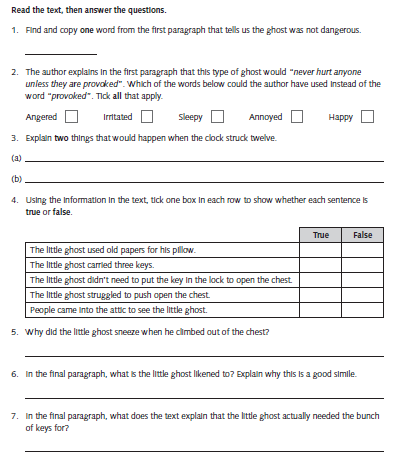 Read the text, then answer the questions.
1. Find and copy one word from the first paragraph that tells us the ghost was not dangerous.
2. The author explains in the first paragraph that this type of ghost would "never hurt anyone
unless they are provoked". Which of the words below could the author have used instead of the
word "provoked". Tick all that apply.
Angered Irritated Sleepy Annoyed Happy
3. Explain two things that would happen when the clock struck twelve.
(a)
(b)
4. Using the information in the text, tick one box in each row to show whether each sentence is
true or false.
True False
The little ghost used old papers for his pillow.
The little ghost carried three keys.
The little ghost didn't need to put the key in the lock to open the chest.
The little ghost struggled to push open the chest.
People came into the attic to see the little ghost.
5. Why did the little ghost sneeze when he climbed out of the chest?
6. In the final paragraph, what is the little ghost likened to? Explain why this is a good simile.
7. In the final paragraph, what does the text explain that the little ghost actually needed the bunch
of keys for?